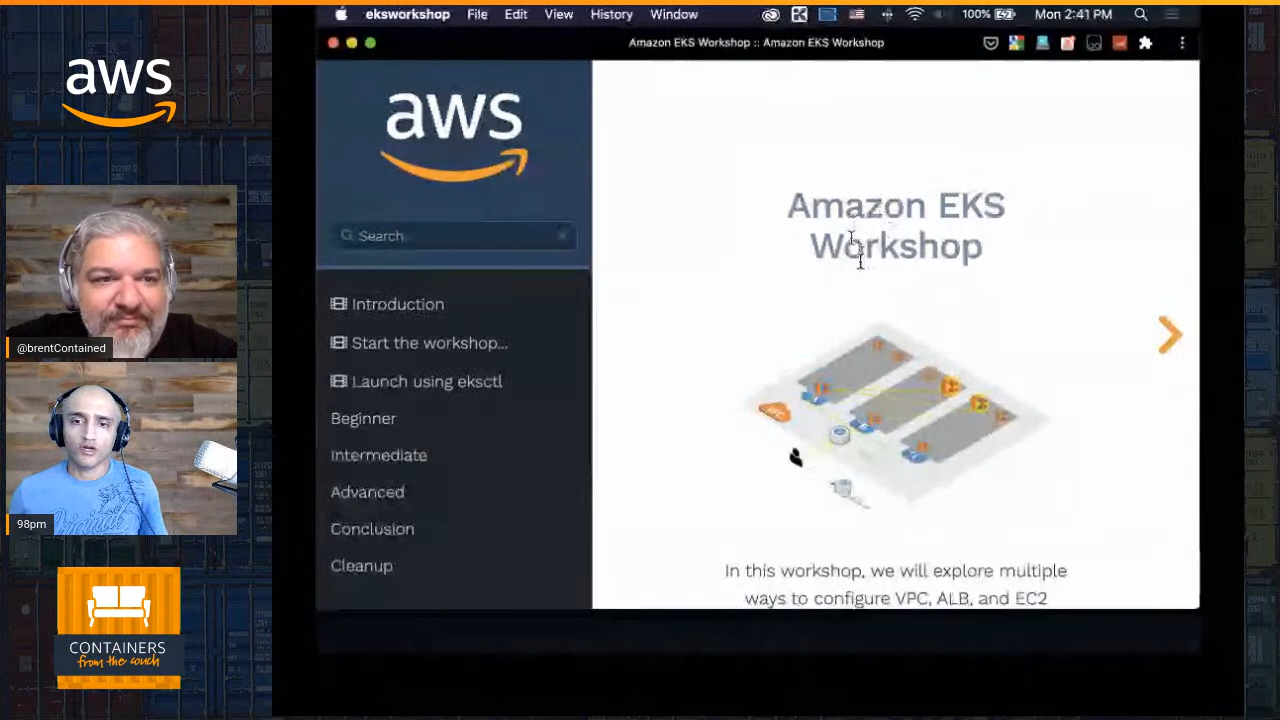 aws
@brentContained
98pm
CONTAINERS
from the couch
eksworkshop File Edit View History Window 100% Mon 2:41 PM
Amazon EKS Workshop :: Amazon EKS Workshop
aws
Search
Introduction
Start the workshop...
Launch using eksctl
Beginner
Intermediate
Advanced
Conclusion
Cleanup
Amazon EKS
Workshop
In this workshop, we will explore multiple
ways to configure VPC, ALB, and EC2